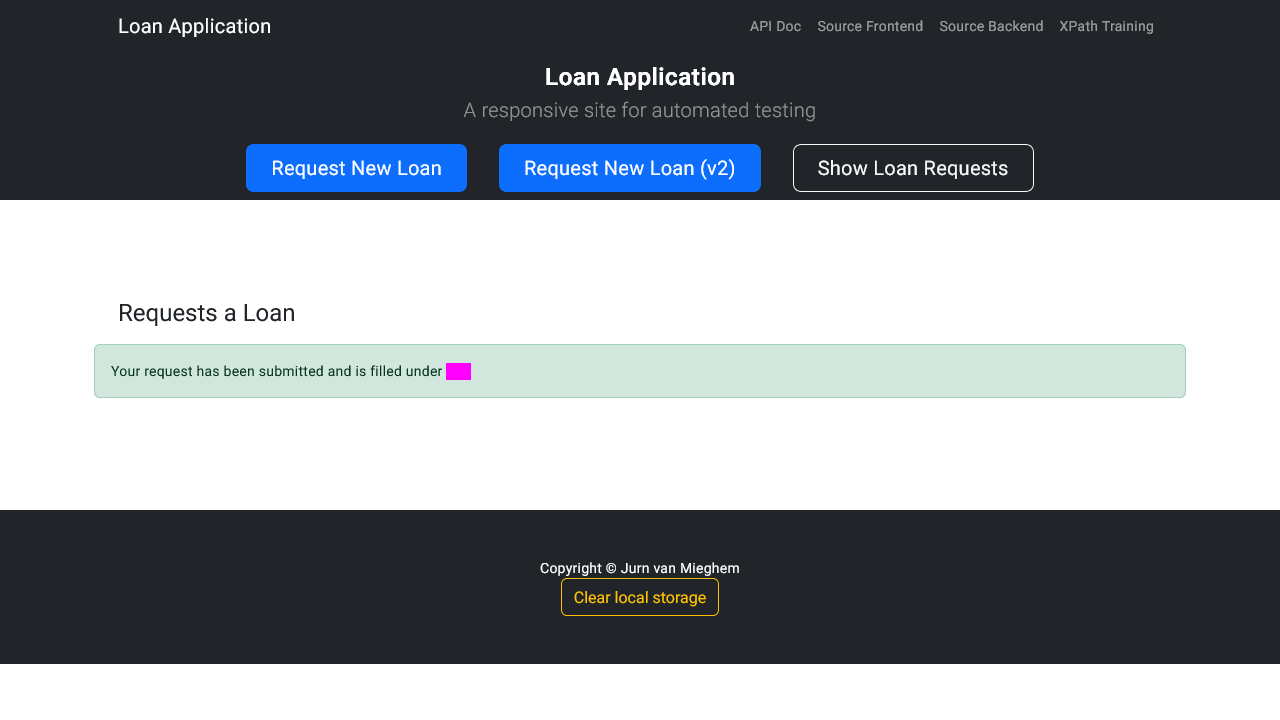 Loan Application
API Doc
Source Frontend
Source Backend
XPath Training
Loan Application
A responsive site for automated testing
Request New Loan
Request New Loan (v2)
Show Loan Requests
Requests a Loan
Your request has been submitted and is filled under
Copyright © Jurn van Mieghem
Clear local storage